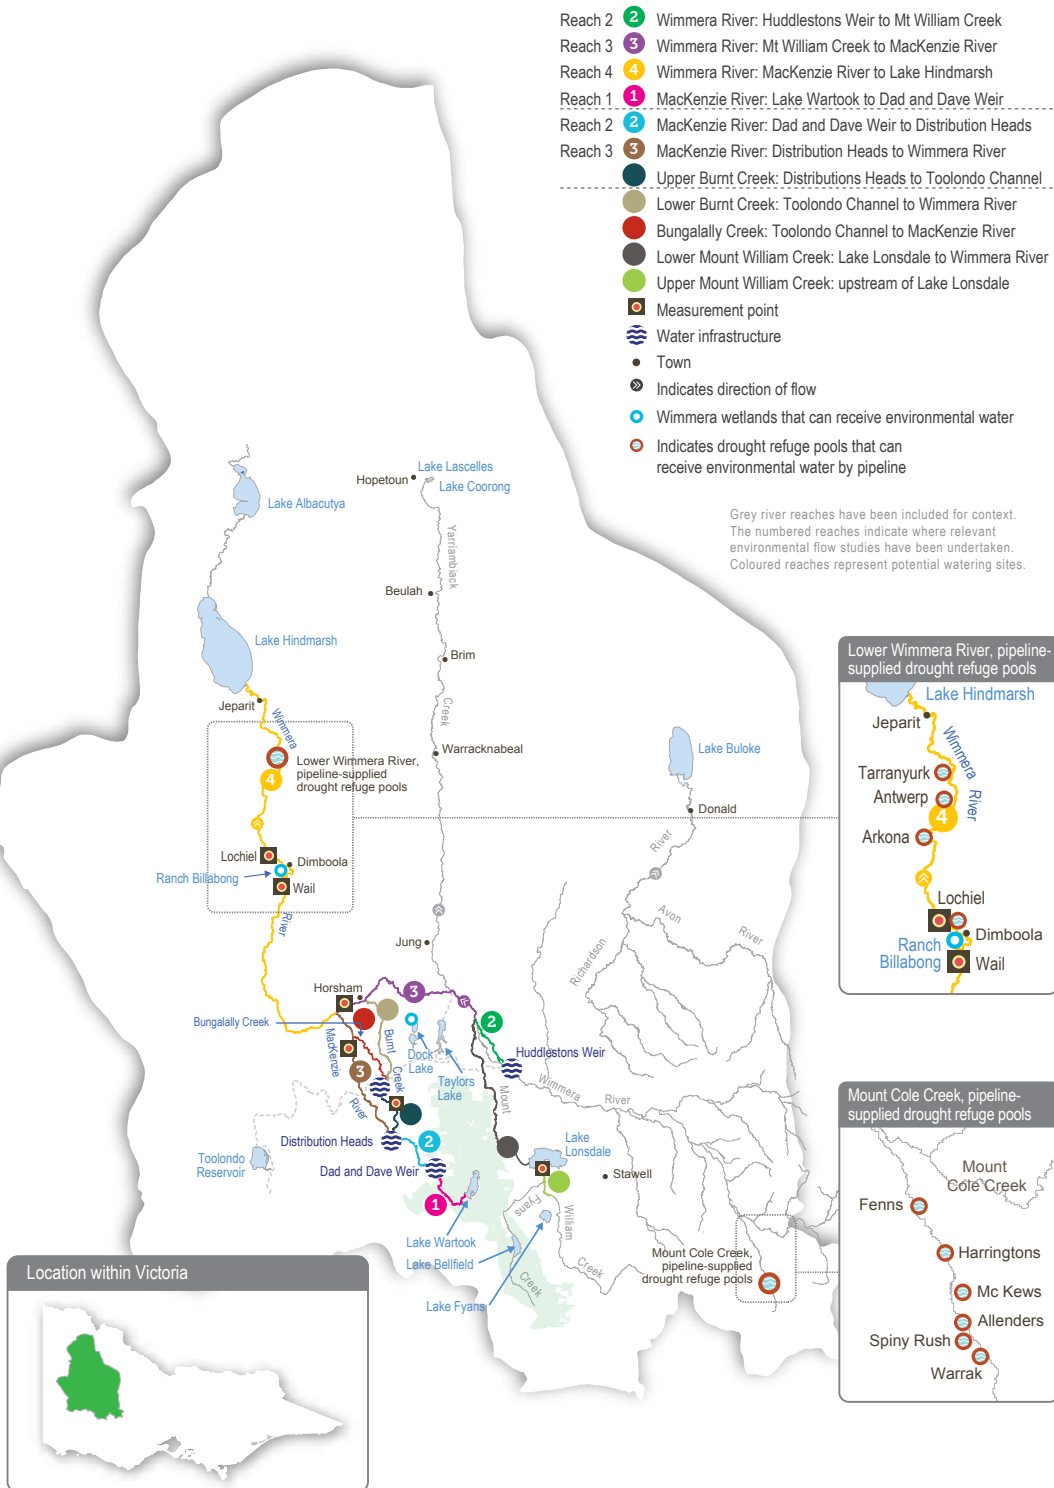 Reach 2 2 Wimmera River: Huddlestons Weir to Mt William Creek
Reach 3 3 Wimmera River: Mt William Creek to MacKenzie River
Reach 4 4 Wimmera River: MacKenzie River to Lake Hindmarsh
Reach 1 1 MacKenzie River: Lake Wartook to Dad and Dave Weir
Reach 2 2 MacKenzie River: Dad and Dave Weir to Distribution Heads
Reach 3 3 MacKenzie River: Distribution Heads to Wimmera River
Upper Burnt Creek: Distributions Heads to Toolondo Channel
Lower Burnt Creek: Toolondo Channel to Wimmera River
Bungalally Creek: Toolondo Channel to MacKenzie River
Lower Mount William Creek: Lake Lonsdale to Wimmera River
Upper Mount William Creek: upstream of Lake Lonsdale
Measurement point
Water infrastructure
Town
Indicates direction of flow
Wimmera wetlands that can receive environmental water
Indicates drought refuge pools that can
receive environmental water by pipeline
Grey river reaches have been included for context.
The numbered reaches indicate where relevant
environmental flow studies have been undertaken.
Coloured reaches represent potential watering sites.
Lake Lascelles
Hopetoun
Lake Coorong
Lake Albacutya
Yarriambiack
Beulah
Lake Hindmarsh
Brim
Jeparit
Creek
Wimmera
Warracknabeal
Lake Buloke
Lower Wimmera River,
pipeline-supplied
drought refuge pools
4
Donald
River
Lochiel
Dimboola
Ranch Billabong
Wail
River
Avon
River
Richardson
Jung
Horsham
3
2
Bungalally Creek
MacKenzie
Burnt
Creek
Dock
Lake
Taylors
Lake
Huddlestons Weir
3
River
Mount
Wimmera
River
Distribution Heads
2
Lake
Lonsdale
Toolondo
Reservoir
Dad and Dave Weir
Stawell
1
Fyans
William
Lake Wartook
Lake Bellfield
Creek
Creek
Lake Fyans
Mount Cole Creek,
pipeline-supplied
drought refuge pools
Lower Wimmera River, pipeline-
supplied drought refuge pools
Lake Hindmarsh
Jeparit
Wimmera
Tarranyurk
Antwerp
River
4
Arkona
Lochiel
Dimboola
Ranch
Billabong
Wail
Mount Cole Creek, pipeline-
supplied drought refuge pools
Mount
Cole Creek
Fenns
Harringtons
Mc Kews
Allenders
Spiny Rush
Warrak
Location within Victoria